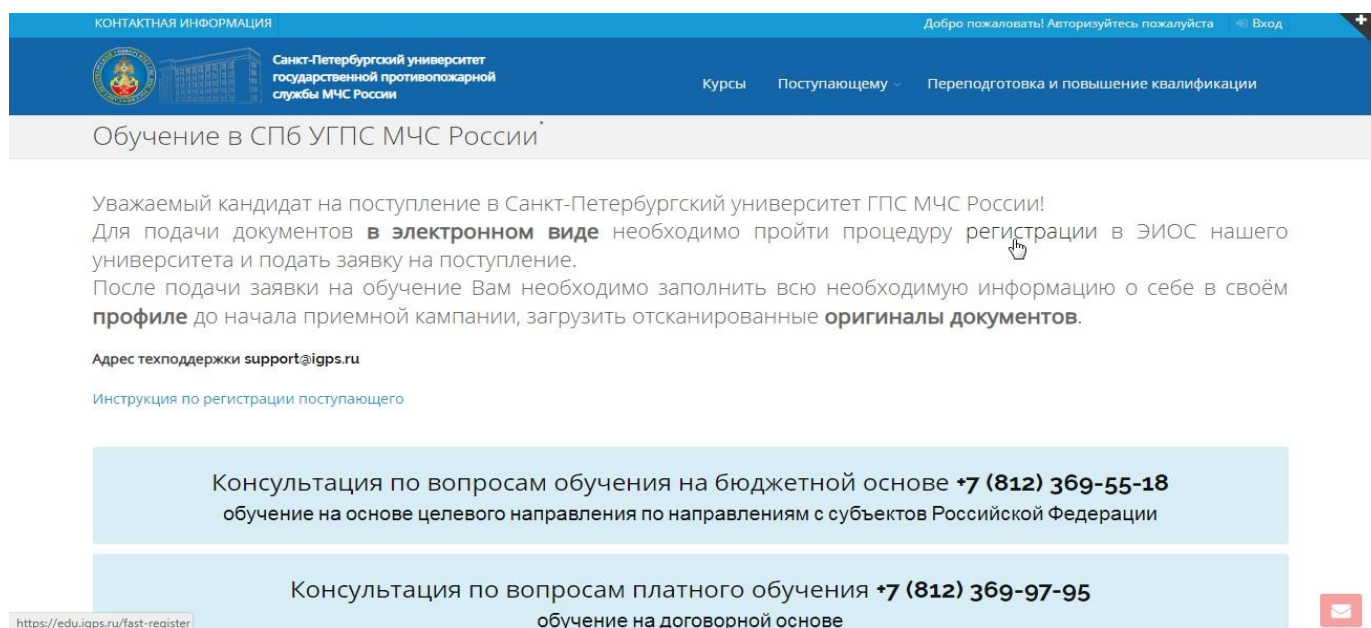 КОНТАКТНАЯ ИНФОРМАЦИЯ
Добро пожаловать! Авторизуйтесь пожалуйста Вход
Санкт-Петербургский университет
государственной противопожарной
службы МЧС России
Курсы Поступающему Переподготовка и повышение квалификации
Обучение в СПб УГПС МЧС России*
Уважаемый кандидат на поступление в Санкт-Петербургский университет ГПС МЧС России!
Для подачи документов в электронном виде необходимо пройти процедуру регистрации в ЭИОС нашего
университета и подать заявку на поступление.
После подачи заявки на обучение Вам необходимо заполнить всю необходимую информацию о себе в своём
профиле до начала приемной кампании, загрузить отсканированные оригиналы документов.
Адрес техподдержки support@igps.ru
Инструкция по регистрации поступающего
Консультация по вопросам обучения на бюджетной основе +7 (812) 369-55-18
обучение на основе целевого направления по направлениям с субъектов Российской Федерации
Консультация по вопросам платного обучения +7 (812) 369-97-95
обучение на договорной основе
https://edu.igps.ru/fast-register